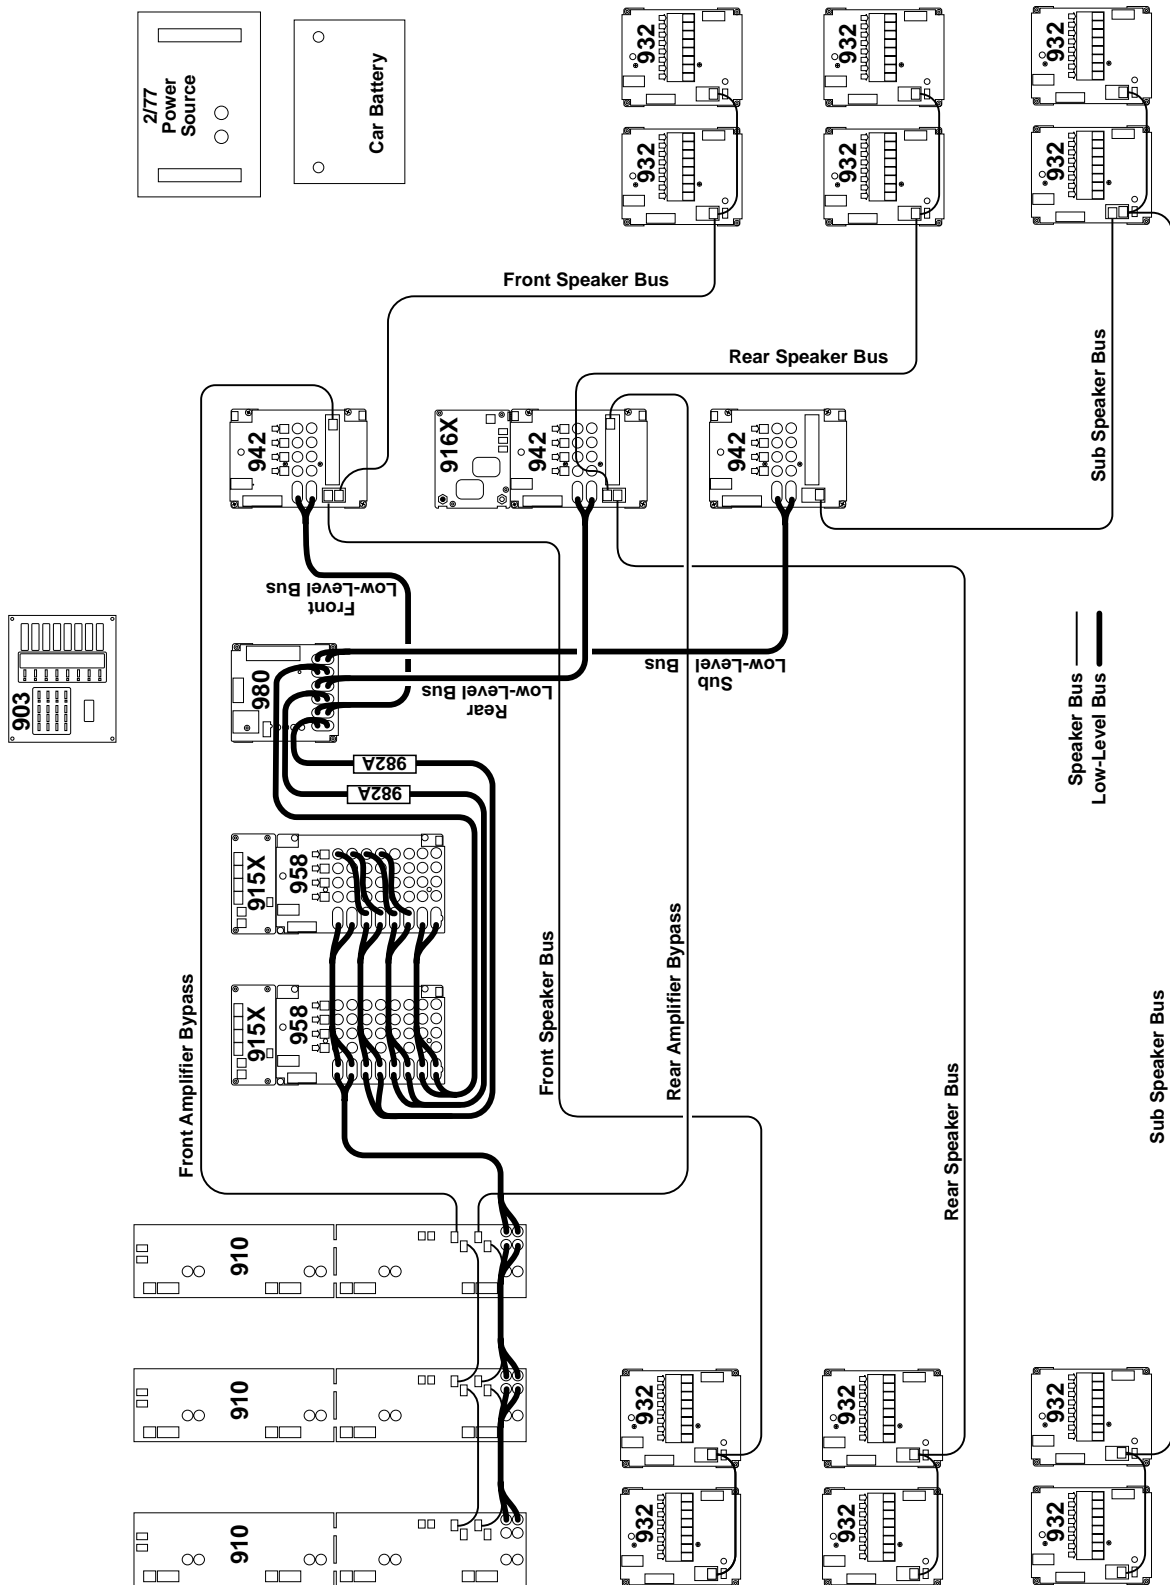 2/77
Power
Source
Car Battery
932
932
932
932
932
932
Front Speaker Bus
Rear Speaker Bus
Sub Speaker Bus
942
916X
942
942
Front
Low-Level Bus
903
980
Rear
Low-Level Bus
Sub
Low-Level Bus
Speaker Bus
Low-Level Bus
982A
982A
915X
958
915X
958
Front Amplifier Bypass
Front Speaker Bus
Rear Amplifier Bypass
Rear Speaker Bus
Sub Speaker Bus
910
910
910
932
932
932
932
932
932